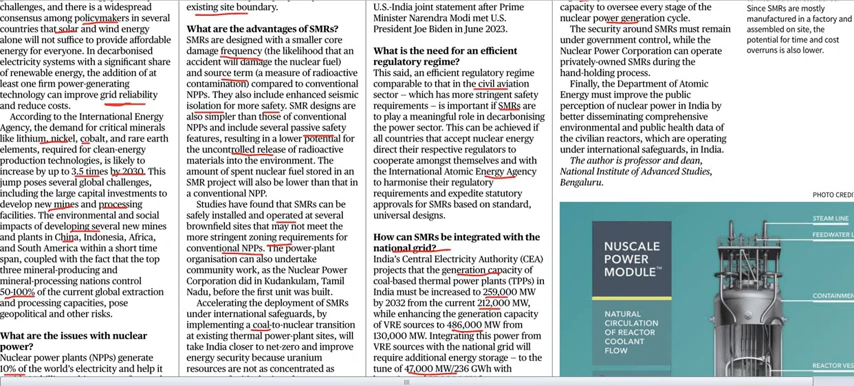 challenges, and there is a widespread
consensus among policymakers in several
countries that solar and wind energy
alone will not suffice to provide affordable
energy for everyone. In decarbonised
electricity systems with a significant share
of renewable energy, the addition of at
least one firm power-generating
technology can improve grid reliability
and reduce costs.
According to the International Energy
Agency, the demand for critical minerals
like lithium, nickel, cobalt, and rare earth
elements, required for clean-energy
production technologies, is likely to
increase by up to 3.5 times by 2030. This
jump poses several global challenges,
including the large capital investments to
develop new mines and processing
facilities. The environmental and social
impacts of developing several new mines
and plants in China, Indonesia, Africa,
and South America within a short time
span, coupled with the fact that the top
three mineral-producing and
mineral-processing nations control
50-100% of the current global extraction
and processing capacities, pose
geopolitical and other risks.
What are the issues with nuclear
power?
Nuclear power plants (NPPs) generate
10% of the world's electricity and help it
existing site boundary.
What are the advantages of SMRs?
SMRs are designed with a smaller core
damage frequency (the likelihood that an
accident will damage the nuclear fuel)
and source term (a measure of radioactive
contamination) compared to conventional
NPPs. They also include enhanced seismic
isolation for more safety. SMR designs are
also simpler than those of conventional
NPPs and include several passive safety
features, resulting in a lower potential for
the uncontrolled release of radioactive
materials into the environment. The
amount of spent nuclear fuel stored in an
SMR project will also be lower than that in
a conventional NPP.
Studies have found that SMRs can be
safely installed and operated at several
brownfield sites that may not meet the
more stringent zoning requirements for
conventional NPPs. The power-plant
organisation can also undertake
community work, as the Nuclear Power
Corporation did in Kudankulam, Tamil
Nadu, before the first unit was built.
Accelerating the deployment of SMRs
under international safeguards, by
implementing a coal-to-nuclear transition
at existing thermal power-plant sites, will
take India closer to net-zero and improve
energy security because uranium
resources are not as concentrated as
U.S.-India joint statement after Prime
Minister Narendra Modi met U.S.
President Joe Biden in June 2023.
What is the need for an efficient
regulatory regime?
This said, an efficient regulatory regime
comparable to that in the civil aviation
sector – which has more stringent safety
requirements – is important if SMRs are
to play a meaningful role in decarbonising
the power sector. This can be achieved if
all countries that accept nuclear energy
direct their respective regulators to
cooperate amongst themselves and with
the International Atomic Energy Agency
to harmonise their regulatory
requirements and expedite statutory
approvals for SMRs based on standard,
universal designs.
How can SMRs be integrated with the
national grid?
India's Central Electricity Authority (CEA)
projects that the generation capacity of
coal-based thermal power plants (TPPs) in
India must be increased to 259,000 MW
by 2032 from the current 212,000 MW,
while enhancing the generation capacity
of VRE sources to 486,000 MW from
130,000 MW. Integrating this power from
VRE sources with the national grid will
require additional energy storage – to the
tune of 47,000 MW/236 GWh with
capacity to oversee every stage of the
nuclear power generation cycle.
The security around SMRs must remain
under government control, while the
Nuclear Power Corporation can operate
privately-owned SMRs during the
hand-holding process.
Finally, the Department of Atomic
Energy must improve the public
perception of nuclear power in India by
better disseminating comprehensive
environmental and public health data of
the civilian reactors, which are operating
under international safeguards, in India.
The author is professor and dean,
National Institute of Advanced Studies,
Bengaluru.
Since SMRs are mostly
manufactured in a factory and
assembled on site, the
potential for time and cost
overruns is also lower.
PHOTO CREDI
NUSCALE
POWER
MODULE™
NATURAL
CIRCULATION
OF REACTOR
COOLANT
FLOW
STEAM LINE
FEEDWATER L
CONTAINMEN
REACTOR VES